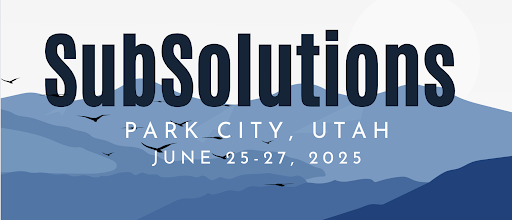 SubSolutions
PARK CITY, UTAH
JUNE 25-27, 2025